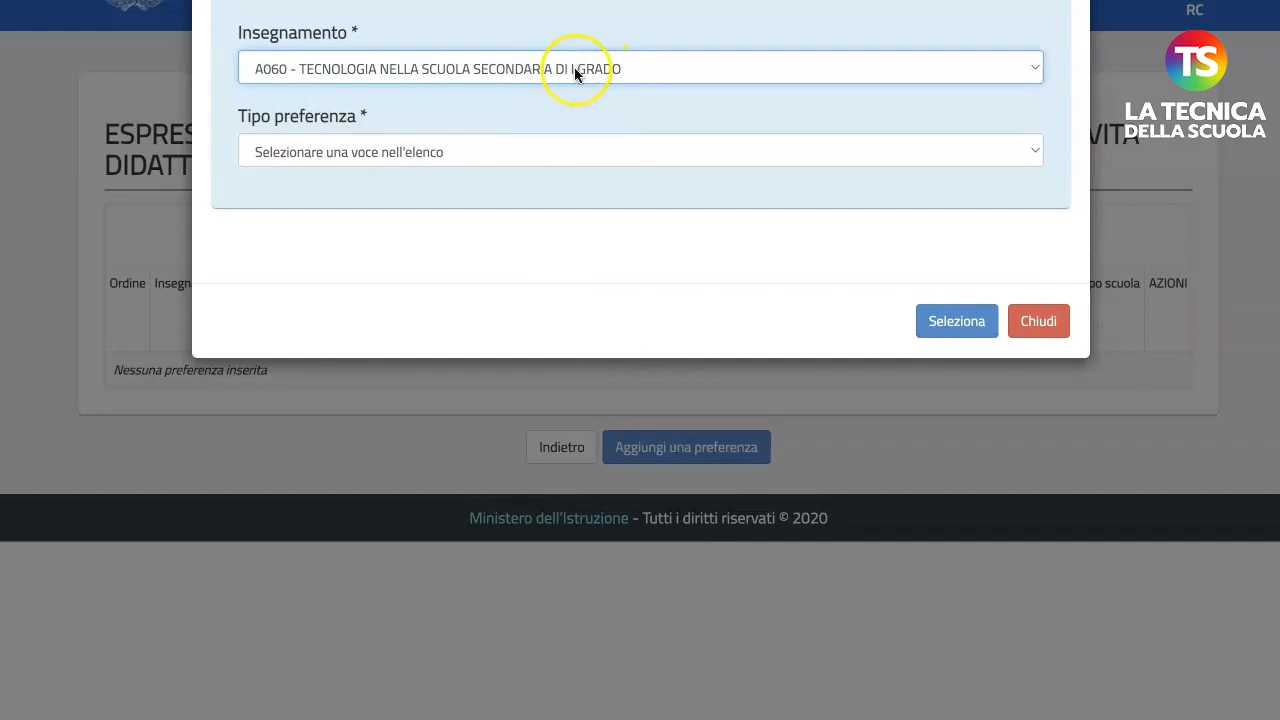 RC
Insegnamento *
A060 - TECNOLOGIA NELLA SCUOLA SECONDARIA DI I GRADO
TS
LA TECNICA
DELLA SCUOLA
Tipo preferenza *
Selezionare una voce nell'elenco
Ordine
AZIONI
Seleziona
Chiudi
Nessuna preferenza inserita
Indietro
Aggiungi una preferenza
Ministero dell'Istruzione - Tutti i diritti riservati © 2020